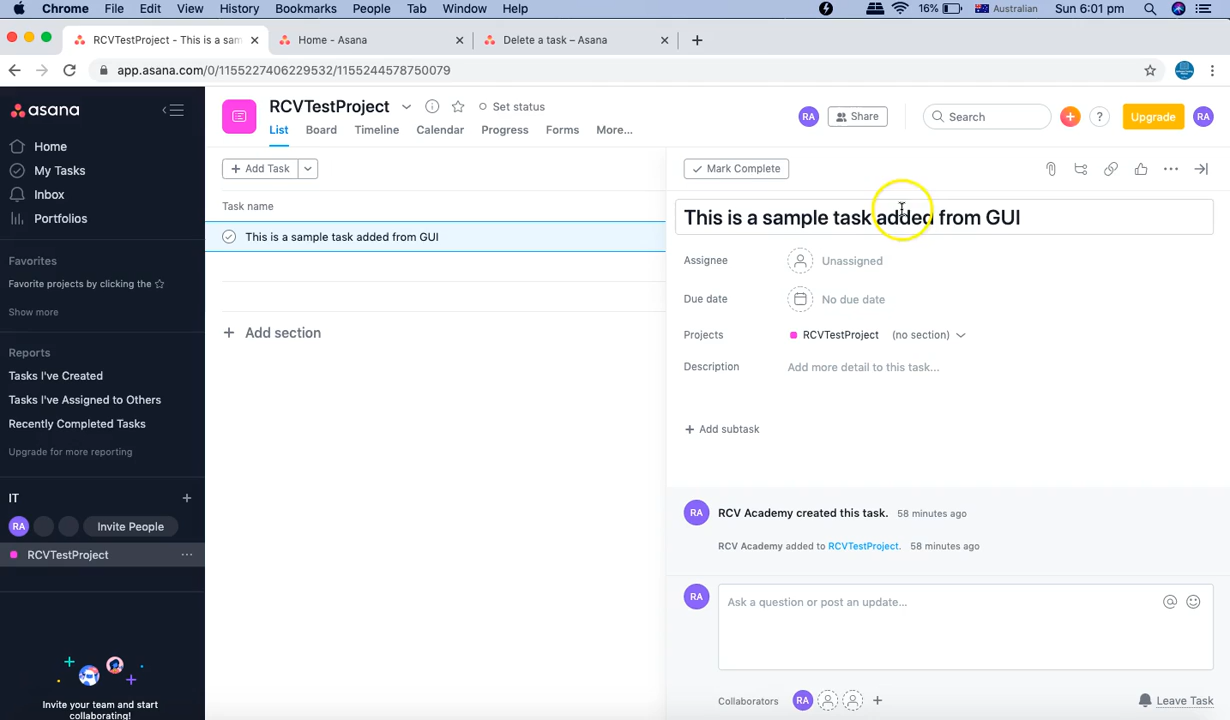 Chrome File Edit View History Bookmarks People Tab Window Help 16% Australian Sun 6:01 pm
RCVTestProject - This is a sam Home - Asana Delete a task – Asana
app.asana.com/0/1155227406229532/1155244578750079
asana
Home
My Tasks
Inbox
Portfolios
Favorites
Favorite projects by clicking the
Show more
Reports
Tasks I've Created
Tasks I've Assigned to Others
Recently Completed Tasks
Upgrade for more reporting
IT
RA Invite People
RCVTestProject
Invite your team and start
collaborating!
RCVTestProject Set status
List Board Timeline Calendar Progress Forms More...
RA Share Search Upgrade RA
Add Task
Task name
This is a sample task added from GUI
Add section
Mark Complete
This is a sample task added from GUI
Assignee Unassigned
Due date No due date
Projects RCVTestProject (no section)
Description Add more detail to this task...
Add subtask
RA RCV Academy created this task. 58 minutes ago
RCV Academy added to RCVTestProject. 58 minutes ago
RA Ask a question or post an update...
Collaborators RA Leave Task